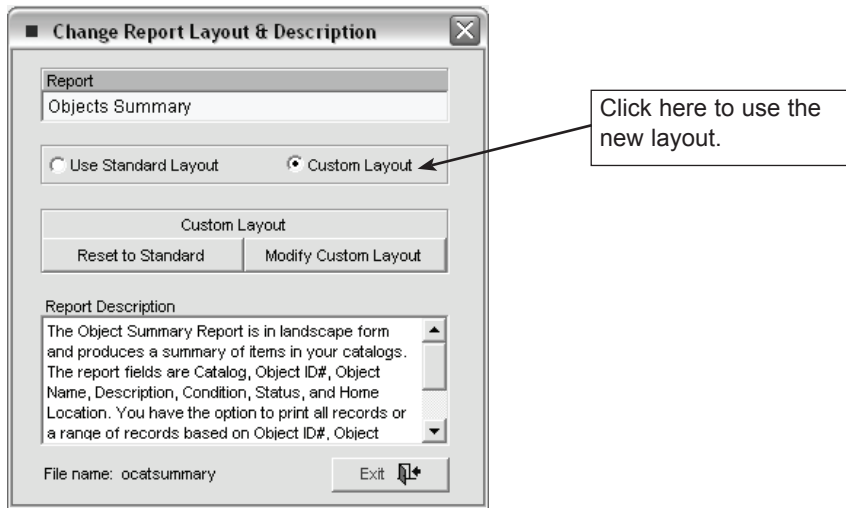 Change Report Layout & Description
Report
Objects Summary
Click here to use the
new layout.
Use Standard Layout
Custom Layout
Custom Layout
Reset to Standard
Modify Custom Layout
Report Description
The Object Summary Report is in landscape form
and produces a summary of items in your catalogs.
The report fields are Catalog, Object ID#, Object
Name, Description, Condition, Status, and Home
Location. You have the option to print all records or
a range of records based on Object ID#, Object
File name: ocatsummary
Exit